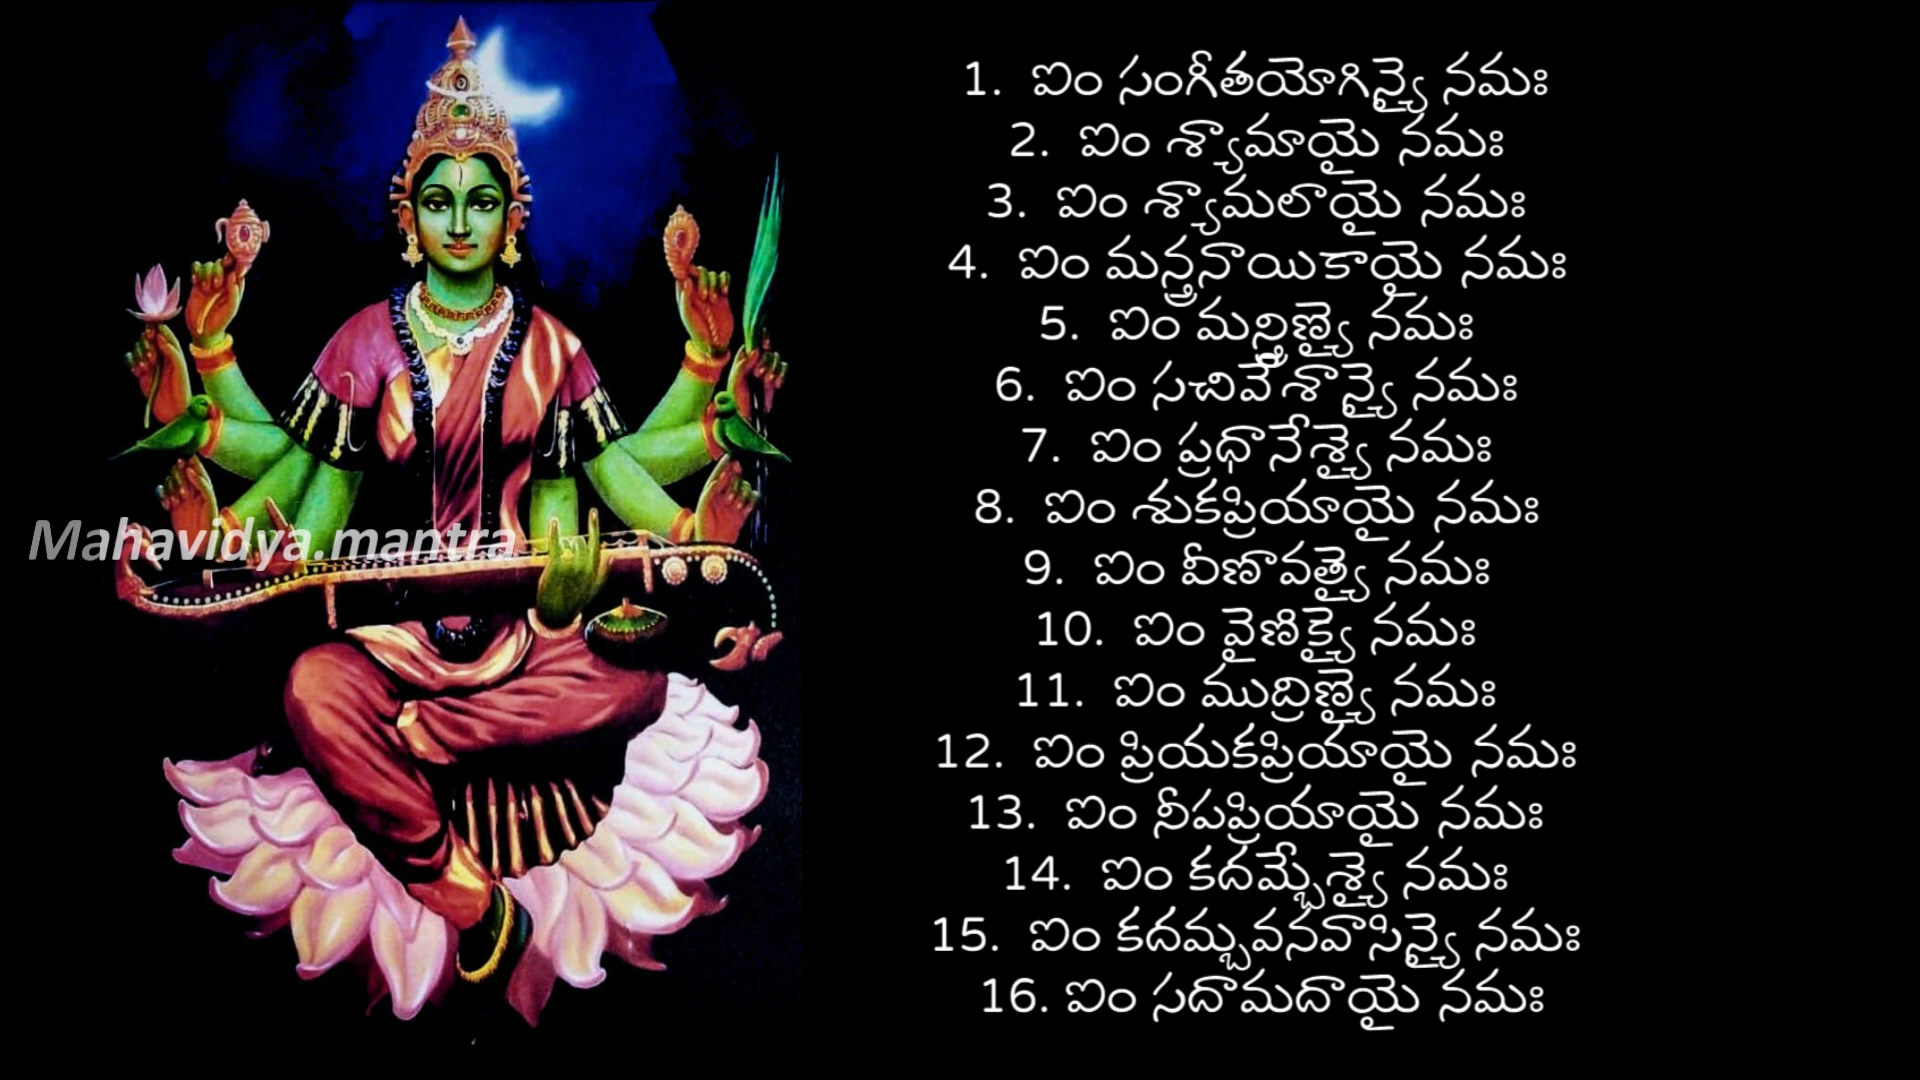 1. ఐం సంగీతయోగిన్యై నమః
2. ఐం శ్యామాయై నమః
3. ఐం శ్యామలాయై నమః
4. ఐం మన్త్రనాయికాయై నమః
5. ఐం మన్త్రిణ్యై నమః
6. ఐం సచివేశాన్యై నమః
7. ఐం ప్రధానేశ్యై నమః
8. ఐం శుకప్రియాయై నమః
Mahavidya.mantra
9. ఐం వీణావత్యై నమః
10. ఐం వైణిక్యై నమః
11. ఐం ముద్రిణ్యై నమః
12. ఐం ప్రియకప్రియాయై నమః
13. ఐం నీపప్రియాయై నమః
14. ఐం కదమ్బేశ్యై నమః
15. ఐం కదమ్బవనవాసిన్యై నమః
16. ఐం సదామదాయై నమః